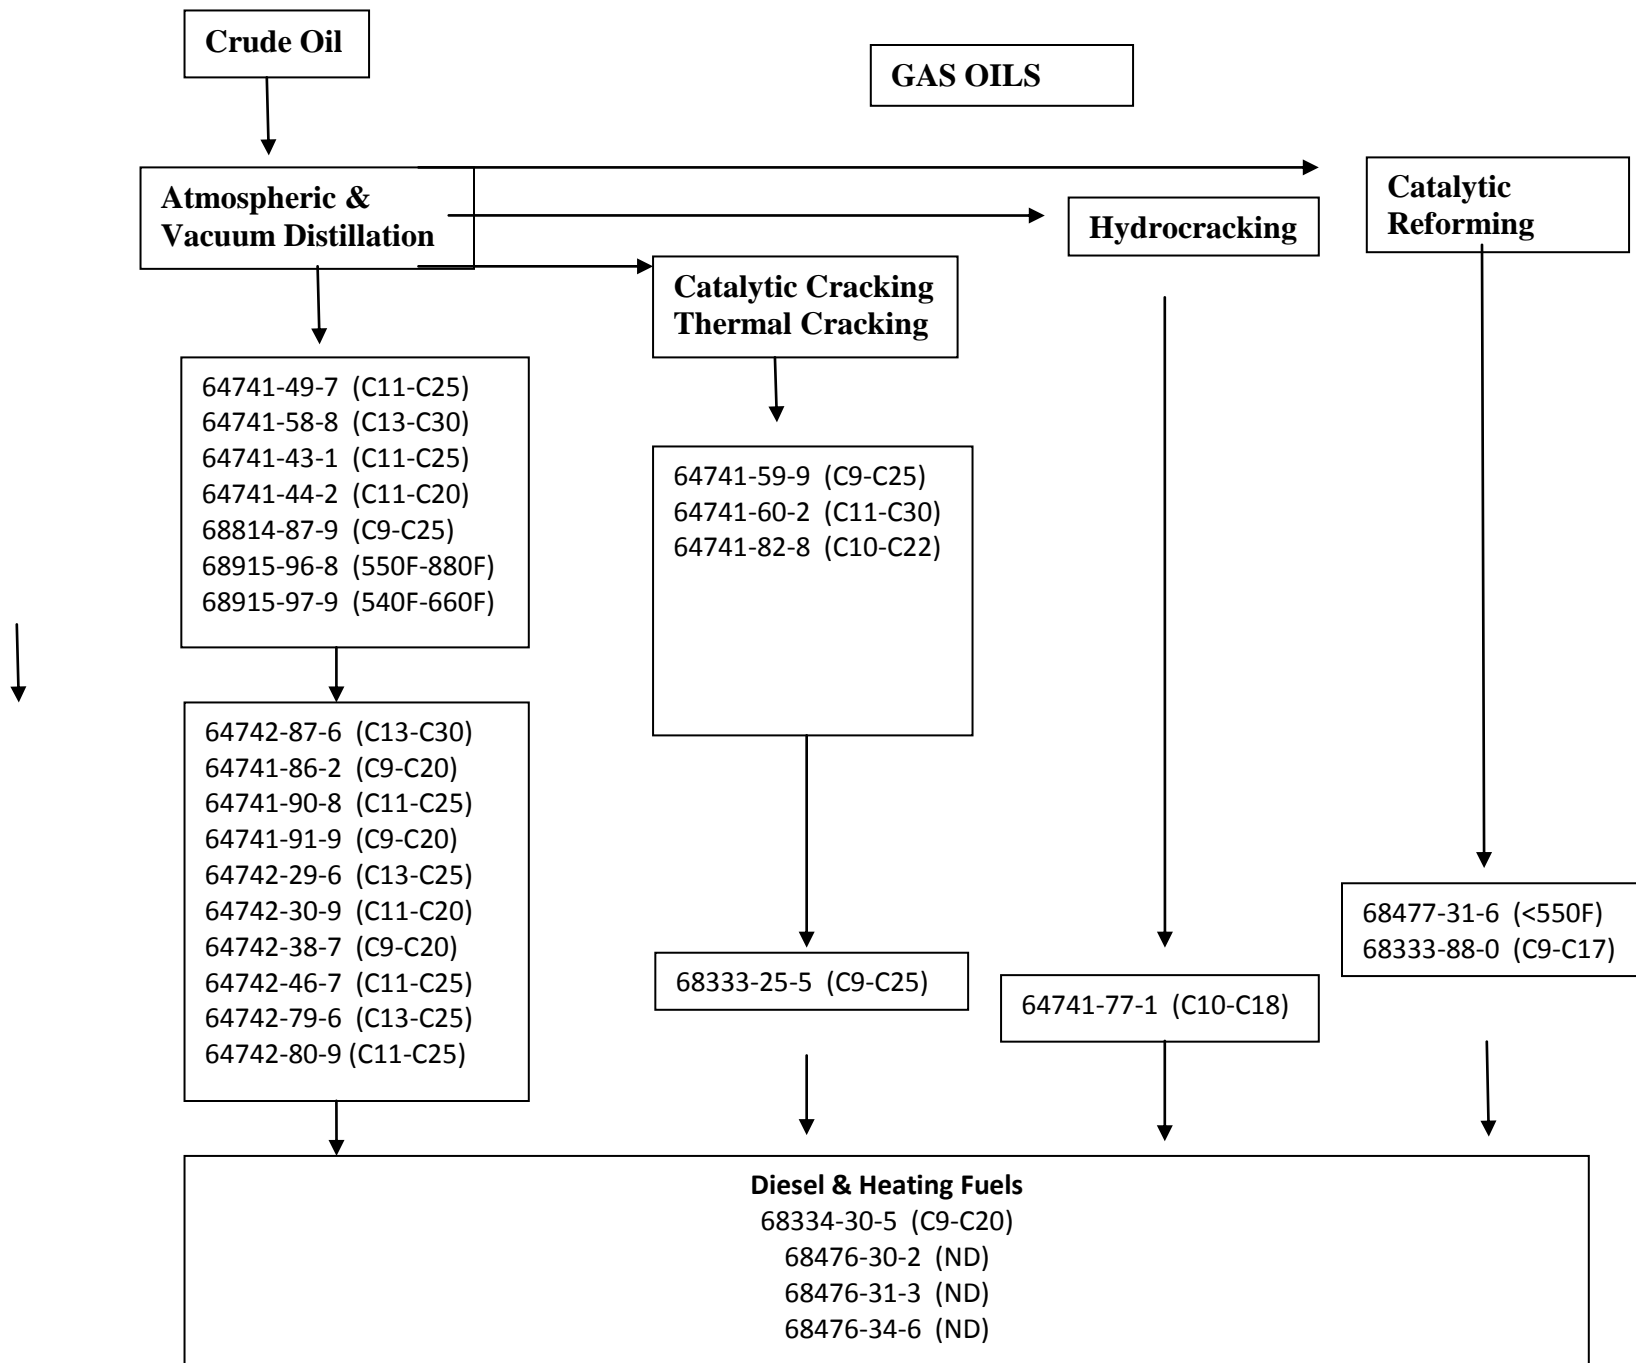 Crude Oil
GAS OILS
Atmospheric &
Vacuum Distillation
Hydrocracking
Catalytic
Reforming
Catalytic Cracking
Thermal Cracking
64741-49-7 (C11-C25)
64741-58-8 (C13-C30)
64741-43-1 (C11-C25)
64741-44-2 (C11-C20)
68814-87-9 (C9-C25)
68915-96-8 (550F-880F)
68915-97-9 (540F-660F)
64741-59-9 (C9-C25)
64741-60-2 (C11-C30)
64741-82-8 (C10-C22)
64742-87-6 (C13-C30)
64741-86-2 (C9-C20)
64741-90-8 (C11-C25)
64741-91-9 (C9-C20)
64742-29-6 (C13-C25)
64742-30-9 (C11-C20)
64742-38-7 (C9-C20)
64742-46-7 (C11-C25)
64742-79-6 (C13-C25)
64742-80-9 (C11-C25)
68333-25-5 (C9-C25)
64741-77-1 (C10-C18)
68477-31-6 (<550F)
68333-88-0 (C9-C17)
Diesel & Heating Fuels
68334-30-5 (C9-C20)
68476-30-2 (ND)
68476-31-3 (ND)
68476-34-6 (ND)